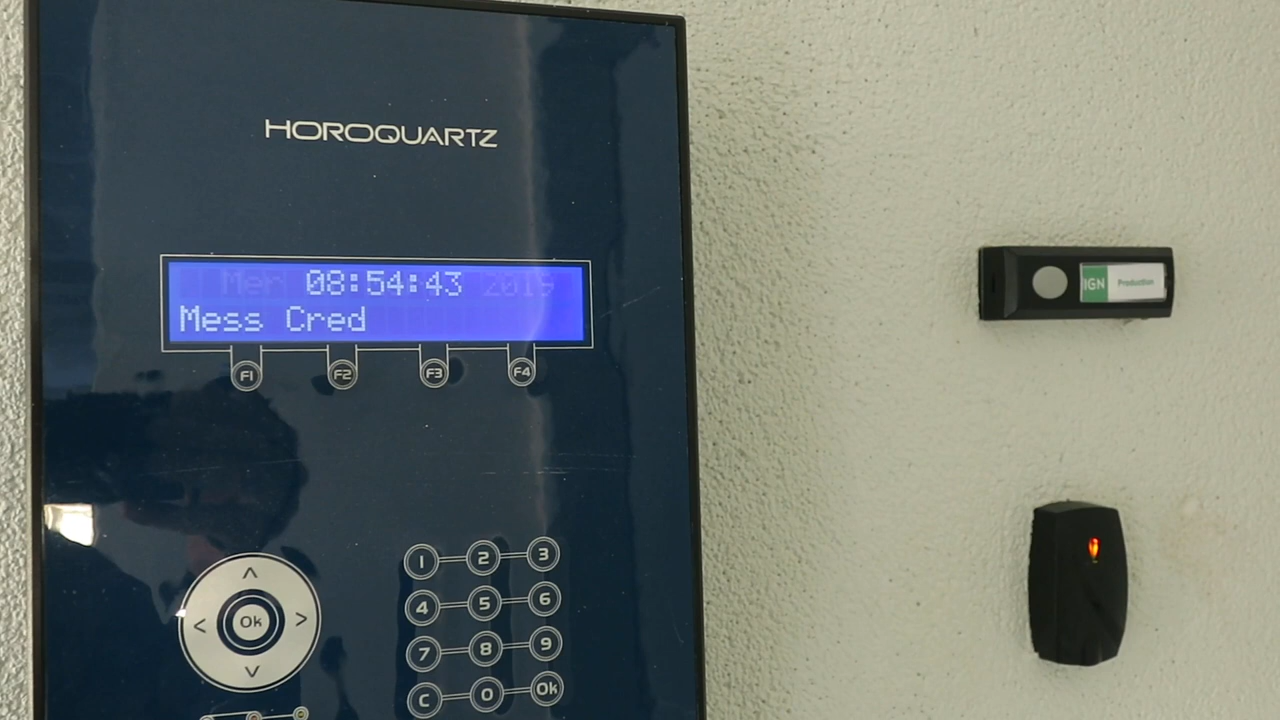 HOROQUARTZ
Mer 08:54:43 2019
Mess Cred
F1 F2 F3 F4
IGN Production
1 2 3
4 5 6
7 8 9
C 0 Ok
Ok